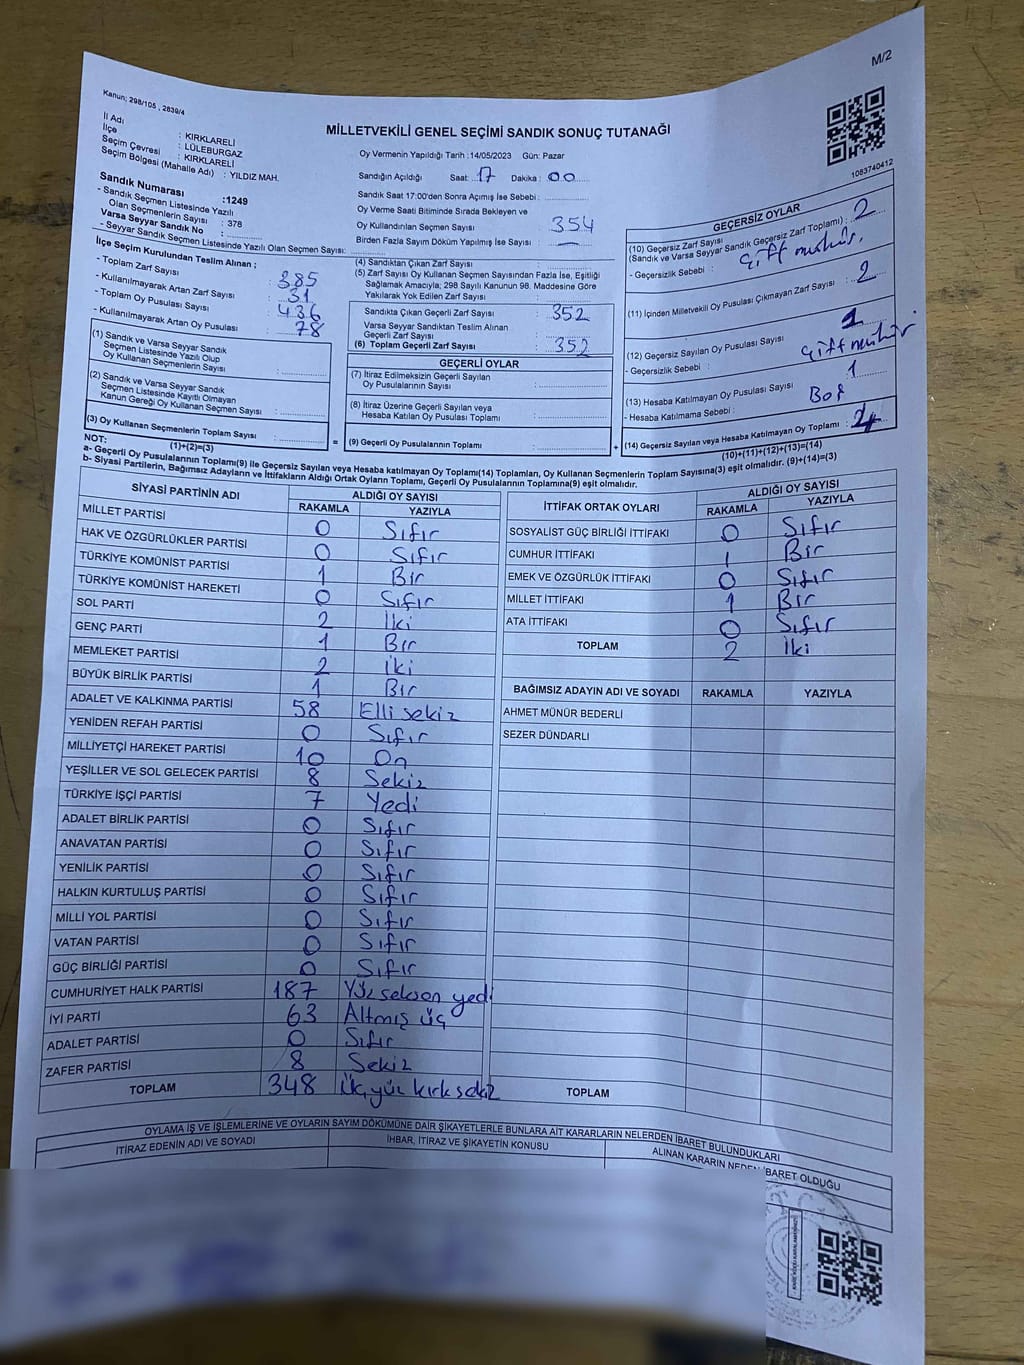 M/2
Kanun: 298/105 , 2839/4
MİLLETVEKİLİ GENEL SEÇİMİ SANDIK SONUÇ TUTANAĞI
1083740412
İl Adı : KIRKLARELİ
İlçe : LÜLEBURGAZ
Seçim Çevresi : KIRKLARELİ
Seçim Bölgesi (Mahalle Adı) : YILDIZ MAH.
Sandık Numarası :1249
- Sandık Seçmen Listesinde Yazılı Olan Seçmenlerin Sayısı : 378
Varsa Seyyar Sandık No :
- Seyyar Sandık Seçmen Listesinde Yazılı Olan Seçmen Sayısı:
İlçe Seçim Kurulundan Teslim Alınan ;
- Toplam Zarf Sayısı : 385
- Kullanılmayarak Artan Zarf Sayısı : 31
- Toplam Oy Pusulası Sayısı : 436
- Kullanılmayarak Artan Oy Pusulası : 78
(1) Sandık ve Varsa Seyyar Sandık
Seçmen Listesinde Yazılı Olup
Oy Kullanan Seçmenlerin Sayısı :
(2) Sandık ve Varsa Seyyar Sandık
Seçmen Listesinde Kayıtlı Olmayan
Kanun Gereği Oy Kullanan Seçmen Sayısı :
(3) Oy Kullanan Seçmenlerin Toplam Sayısı :
(1)+(2)=(3)
Oy Vermenin Yapıldığı Tarih :14/05/2023 Gün: Pazar
Sandığın Açıldığı Saat: 17 Dakika : 00
Sandık Saat 17:00'den Sonra Açılmış İse Sebebi :
Oy Verme Saati Bitiminde Sırada Bekleyen ve
Oy Kullandırılan Seçmen Sayısı : 354
Birden Fazla Sayım Döküm Yapılmış İse Sayısı : —
(4) Sandıktan Çıkan Zarf Sayısı :
(5) Zarf Sayısı Oy Kullanan Seçmen Sayısından Fazla İse, Eşitliği
Sağlamak Amacıyla, 298 Sayılı Kanunun 98. Maddesine Göre
Yakılarak Yok Edilen Zarf Sayısı :
Sandıkta Çıkan Geçerli Zarf Sayısı : 352
Varsa Seyyar Sandıktan Teslim Alınan
Geçerli Zarf Sayısı :
(6) Toplam Geçerli Zarf Sayısı : 352
GEÇERLİ OYLAR
(7) İtiraz Edilmeksizin Geçerli Sayılan
Oy Pusulalarının Sayısı :
(8) İtiraz Üzerine Geçerli Sayılan veya
Hesaba Katılan Oy Pusulası Toplamı :
= (9) Geçerli Oy Pusulalarının Toplamı :
GEÇERSİZ OYLAR
(10) Geçersiz Zarf Sayısı
(Sandık ve Varsa Seyyar Sandık Geçersiz Zarf Toplamı) : 2
- Geçersizlik Sebebi : Çift mühür.
(11) İçinden Milletvekili Oy Pusulası Çıkmayan Zarf Sayısı : 2
(12) Geçersiz Sayılan Oy Pusulası Sayısı 1
- Geçersizlik Sebebi : Çift mühür
(13) Hesaba Katılmayan Oy Pusulası Sayısı : 1
- Hesaba Katılmama Sebebi : Boş
+ (14) Geçersiz Sayılan veya Hesaba Katılmayan Oy Toplamı :
(10)+(11)+(12)+(13)=(14)
NOT:
a- Geçerli Oy Pusulalarının Toplamı(9) ile Geçersiz Sayılan veya Hesaba katılmayan Oy Toplamı(14) Toplamları, Oy Kullanan Seçmenlerin Toplam Sayısına(3) eşit olmalıdır. (9)+(14)=(3)
b- Siyasi Partilerin, Bağımsız Adayların ve İttifakların Aldığı Ortak Oyların Toplamı, Geçerli Oy Pusulalarının Toplamına(9) eşit olmalıdır.
SİYASİ PARTİNİN ADI ALDIĞI OY SAYISI
RAKAMLA YAZIYLA
MİLLET PARTİSİ 0 Sıfır
HAK VE ÖZGÜRLÜKLER PARTİSİ 0 Sıfır
TÜRKİYE KOMÜNİST PARTİSİ 1 Bir
TÜRKİYE KOMÜNİST HAREKETİ 0 Sıfır
SOL PARTİ 2 İki
GENÇ PARTİ 1 Bir
MEMLEKET PARTİSİ 2 İki
BÜYÜK BİRLİK PARTİSİ 1 Bir
ADALET VE KALKINMA PARTİSİ 58 Elli sekiz
YENİDEN REFAH PARTİSİ 0 Sıfır
MİLLİYETÇİ HAREKET PARTİSİ 10 On
YEŞİLLER VE SOL GELECEK PARTİSİ 8 Sekiz
TÜRKİYE İŞÇİ PARTİSİ 7 Yedi
ADALET BİRLİK PARTİSİ 0 Sıfır
ANAVATAN PARTİSİ 0 Sıfır
YENİLİK PARTİSİ 0 Sıfır
HALKIN KURTULUŞ PARTİSİ 0 Sıfır
MİLLİ YOL PARTİSİ 0 Sıfır
VATAN PARTİSİ 0 Sıfır
GÜÇ BİRLİĞİ PARTİSİ 0 Sıfır
CUMHURİYET HALK PARTİSİ 187 Yüz seksen yedi
İYİ PARTİ 63 Altmış üç
ADALET PARTİSİ 0 Sıfır
ZAFER PARTİSİ 8 Sekiz
TOPLAM 348 Üç yüz kırk sekiz
İTTİFAK ORTAK OYLARI ALDIĞI OY SAYISI
RAKAMLA YAZIYLA
SOSYALİST GÜÇ BİRLİĞİ İTTİFAKI 0 Sıfır
CUMHUR İTTİFAKI 1 Bir
EMEK VE ÖZGÜRLÜK İTTİFAKI 0 Sıfır
MİLLET İTTİFAKI 1 Bir
ATA İTTİFAKI 0 Sıfır
TOPLAM 2 İki
BAĞIMSIZ ADAYIN ADI VE SOYADI RAKAMLA YAZIYLA
AHMET MÜNÜR BEDERLİ
SEZER DÜNDARLI
TOPLAM
OYLAMA İŞ VE İŞLEMLERİNE VE OYLARIN SAYIM DÖKÜMÜNE DAİR ŞİKAYETLERLE BUNLARA AİT KARARLARIN NELERDEN İBARET BULUNDUKLARI
İTİRAZ EDENİN ADI VE SOYADI İHBAR, İTİRAZ VE ŞİKAYETİN KONUSU ALINAN KARARIN NEDEN İBARET OLDUĞU